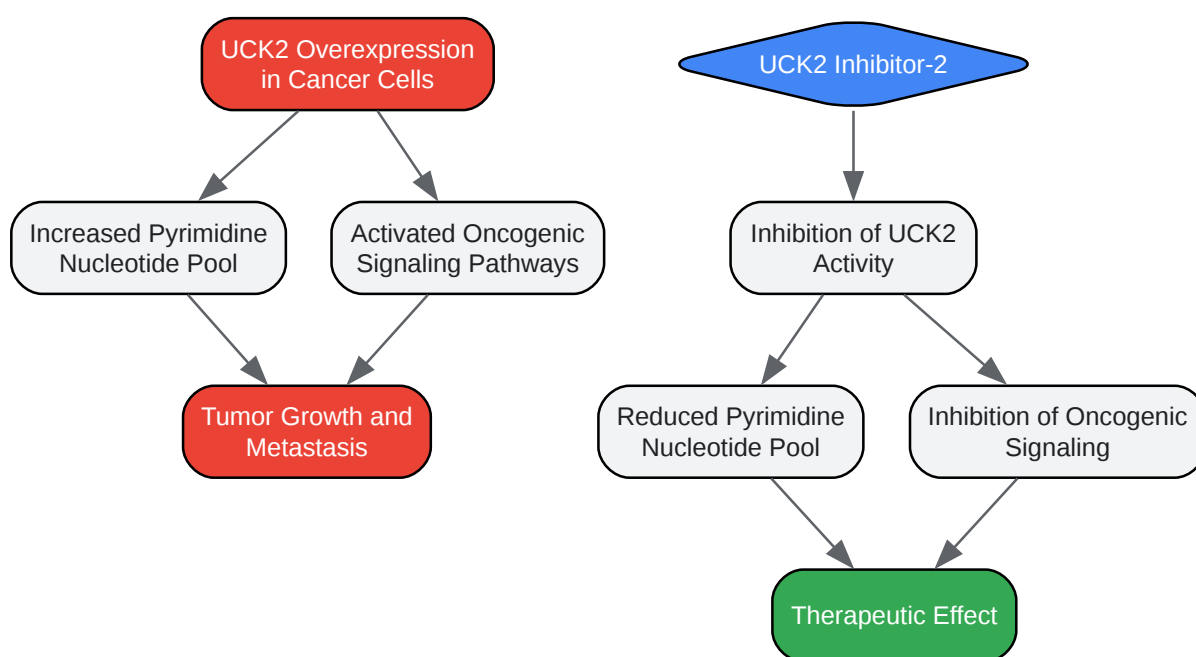 UCK2 Overexpression
in Cancer Cells
UCK2 Inhibitor-2
Increased Pyrimidine
Nucleotide Pool
Activated Oncogenic
Signaling Pathways
Inhibition of UCK2
Activity
Tumor Growth and
Metastasis
Reduced Pyrimidine
Nucleotide Pool
Inhibition of Oncogenic
Signaling
Therapeutic Effect